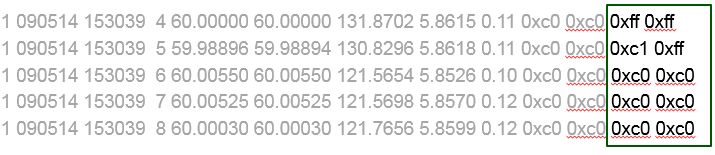 1 090514 153039 4 60.00000 60.00000 131.8702 5.8615 0.11 0xc0 0xc0 0xff 0xff
1 090514 153039 5 59.98896 59.98894 130.8296 5.8618 0.11 0xc0 0xc0 0xc1 0xff
1 090514 153039 6 60.00550 60.00550 121.5654 5.8526 0.10 0xc0 0xc0 0xc0 0xc0
1 090514 153039 7 60.00525 60.00525 121.5698 5.8570 0.12 0xc0 0xc0 0xc0 0xc0
1 090514 153039 8 60.00030 60.00030 121.7656 5.8599 0.12 0xc0 0xc0 0xc0 0xc0